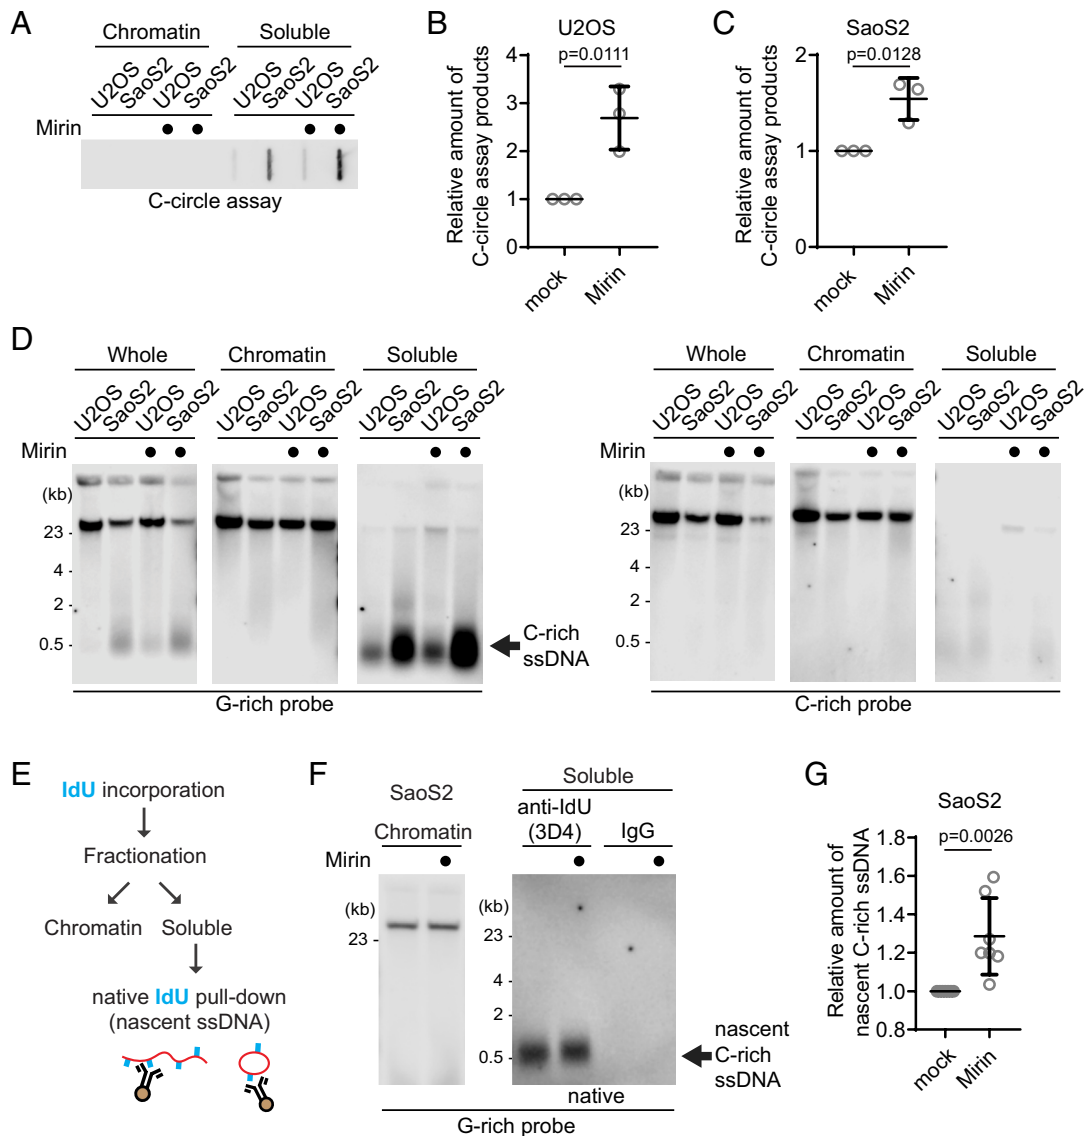 A
Chromatin Soluble
U2OS SaoS2 U2OS SaoS2 U2OS SaoS2 U2OS SaoS2
Mirin ● ● ● ●
C-circle assay
B
U2OS
p=0.0111
Relative amount of
C-circle assay products
4
3
2
1
0
mock Mirin
C
SaoS2
p=0.0128
Relative amount of
C-circle assay products
2
1
0
mock Mirin
D
Whole Chromatin Soluble
U2OS SaoS2 U2OS SaoS2 U2OS SaoS2 U2OS SaoS2 U2OS SaoS2 U2OS SaoS2
Mirin ● ● ● ● ● ●
(kb)
23 -
4 -
2 -
0.5 -
C-rich
ssDNA
G-rich probe
Whole Chromatin Soluble
U2OS SaoS2 U2OS SaoS2 U2OS SaoS2 U2OS SaoS2 U2OS SaoS2 U2OS SaoS2
Mirin ● ● ● ● ● ●
(kb)
23 -
4 -
2 -
0.5 -
C-rich probe
E
IdU incorporation
Fractionation
Chromatin Soluble
native IdU pull-down
(nascent ssDNA)
F
SaoS2
Chromatin
Soluble
anti-IdU
(3D4)
IgG
Mirin ● ● ●
(kb)
23 -
(kb)
23 -
4 -
2 -
0.5 -
nascent
C-rich
ssDNA
native
G-rich probe
G
SaoS2
p=0.0026
Relative amount of
nascent C-rich ssDNA
1.8
1.6
1.4
1.2
1.0
0.8
mock Mirin